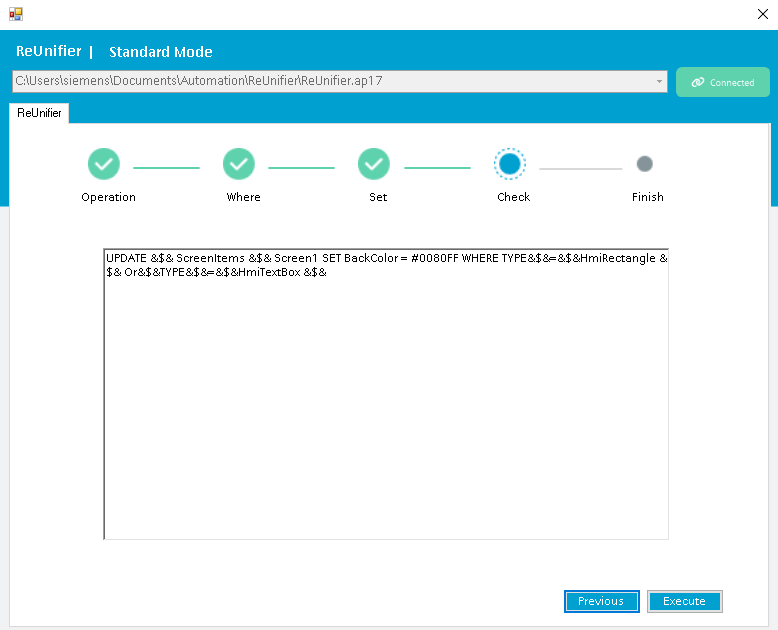 ReUnifier | Standard Mode
C:\Users\siemens\Documents\Automation\ReUnifier\ReUnifier.ap17
Connected
ReUnifier
Operation Where Set Check Finish
UPDATE &$& ScreenItems &$& Screen1 SET BackColor = #0080FF WHERE TYPE&$&=&$&HmiRectangle &
$& Or&$&TYPE&$&=&$&HmiTextBox &$&
Previous Execute